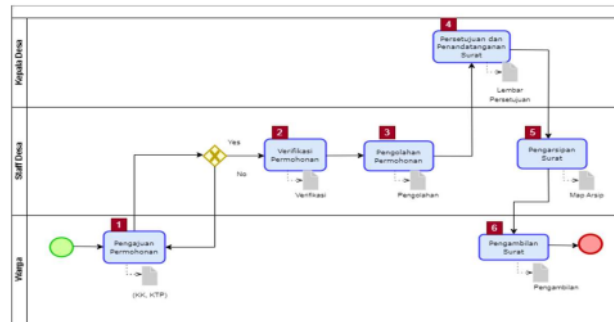 Kepala Desa
4
Persetujuan dan
Penandatanganan
Surat
Lembar
Persetujuan
Staff Desa
Yes
No
2
Verifikasi
Permohonan
Verifikasi
3
Pengolahan
Permohonan
Pengolahan
5
Pengarsipan
Surat
Map Arsip
Warga
1
Pengajuan
Permohonan
(KK, KTP)
6
Pengambilan
Surat
Pengambilan